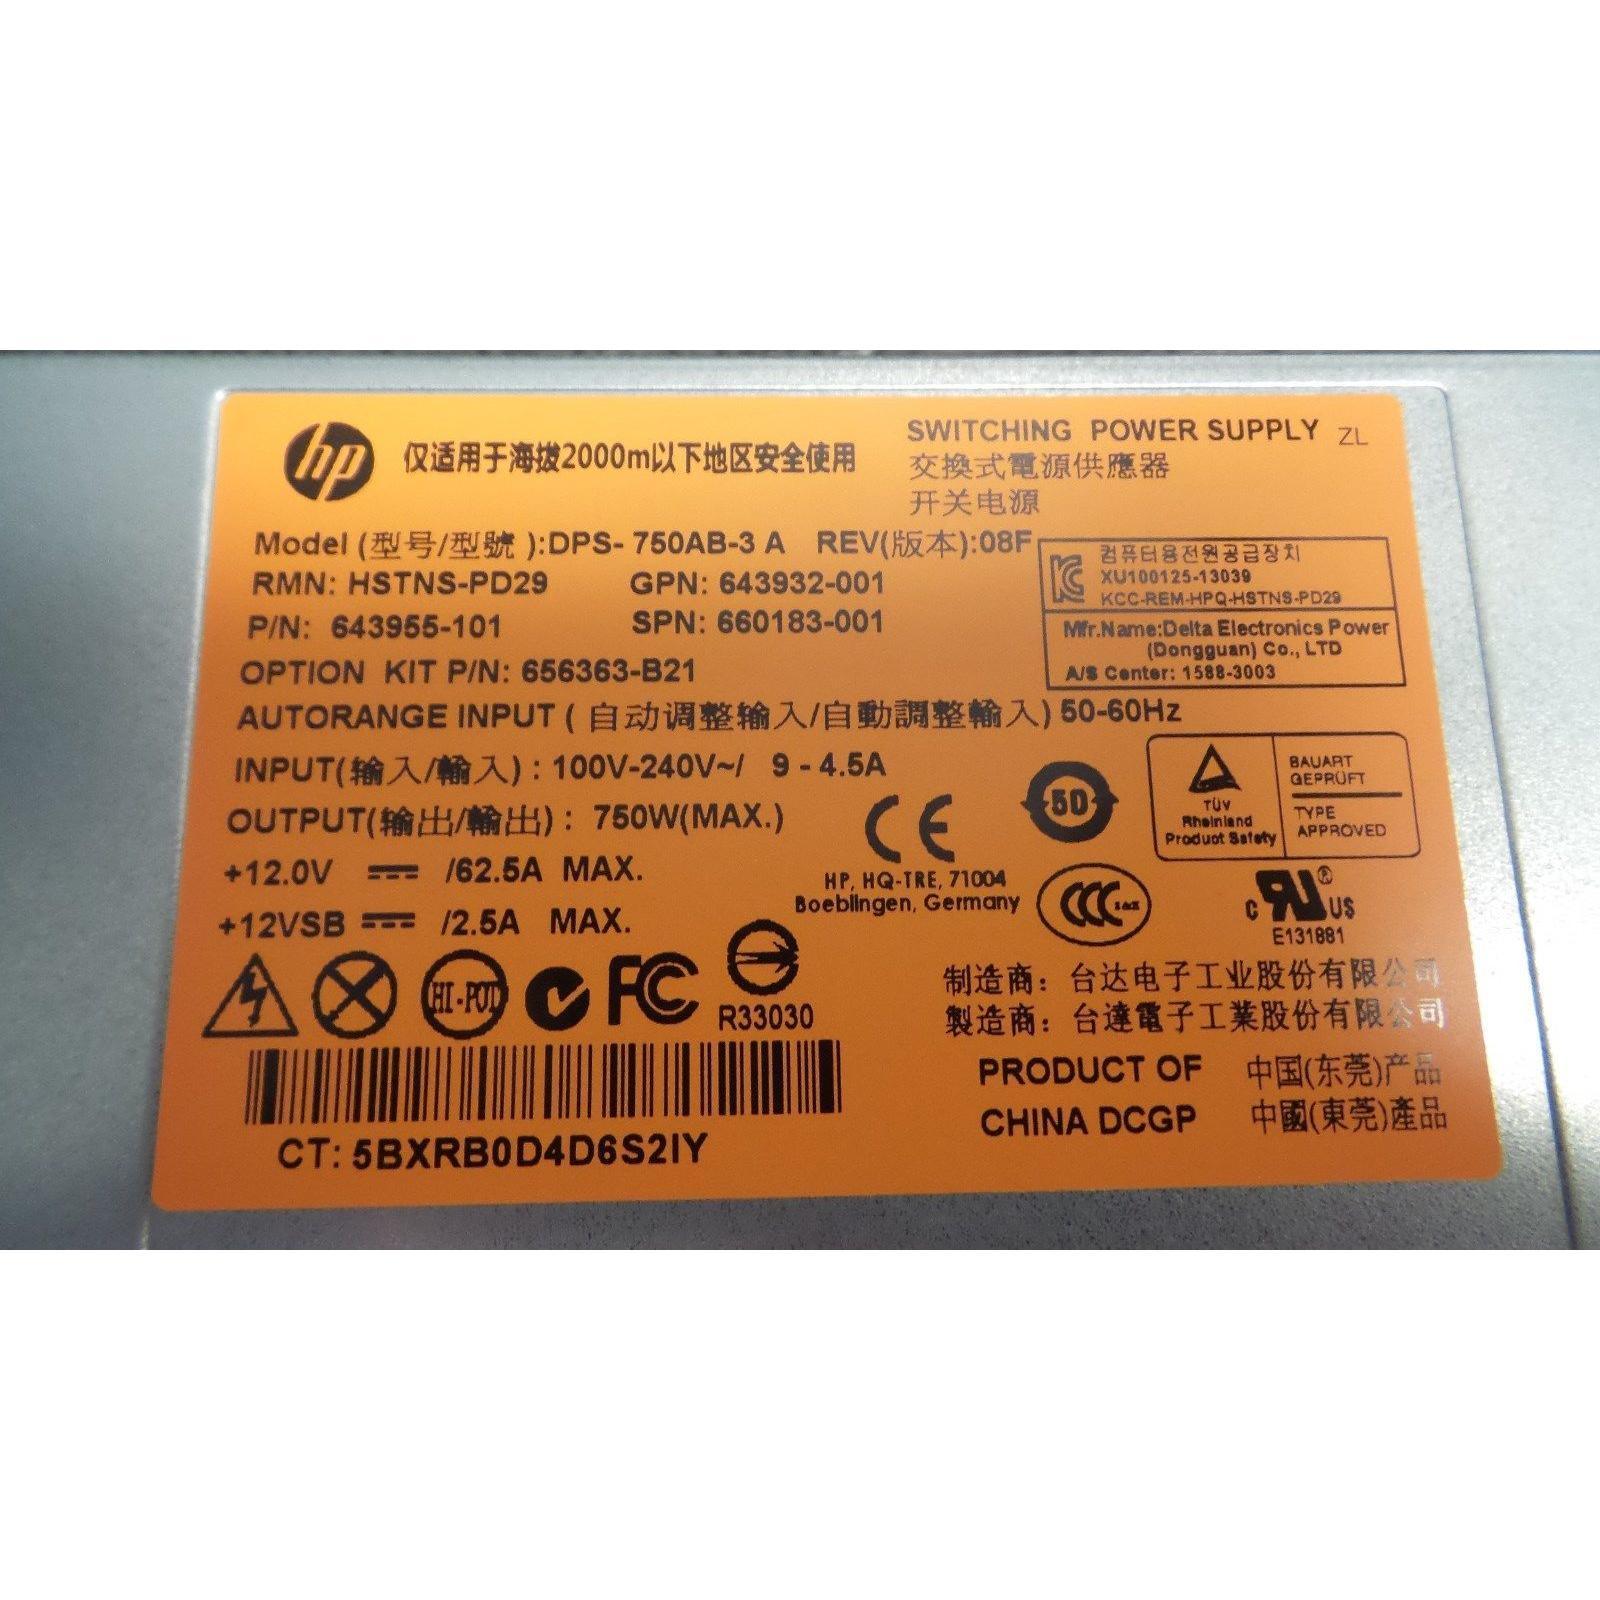 hp
仅适用于海拔2000m以下地区安全使用
SWITCHING POWER SUPPLY ZL
交換式電源供應器
开关电源
Model (型号/型號 ):DPS- 750AB-3 A REV(版本):08F
RMN: HSTNS-PD29 GPN: 643932-001
P/N: 643955-101 SPN: 660183-001
OPTION KIT P/N: 656363-B21
컴퓨터용전원공급장치
XU100125-13039
KCC-REM-HPQ-HSTNS-PD29
Mfr.Name:Delta Electronics Power
(Dongguan) Co., LTD
A/S Center: 1588-3003
AUTORANGE INPUT ( 自动调整输入/自動調整輸入) 50-60Hz
INPUT(输入/輸入) : 100V-240V~/ 9 - 4.5A
OUTPUT(输出/輸出) : 750W(MAX.)
+12.0V /62.5A MAX.
+12VSB /2.5A MAX.
CE
HP, HQ-TRE, 71004
Boeblingen, Germany
50
TÜV
Rheinland
Product Safety
BAUART
GEPRÜFT
TYPE
APPROVED
CCC S&E
C RU ® US
E131881
HI-POT
FC
R33030
制造商: 台达电子工业股份有限公司
製造商: 台達電子工業股份有限公司
PRODUCT OF 中国(东莞)产品
CHINA DCGP 中國(東莞)產品
CT: 5BXRB0D4D6S2IY